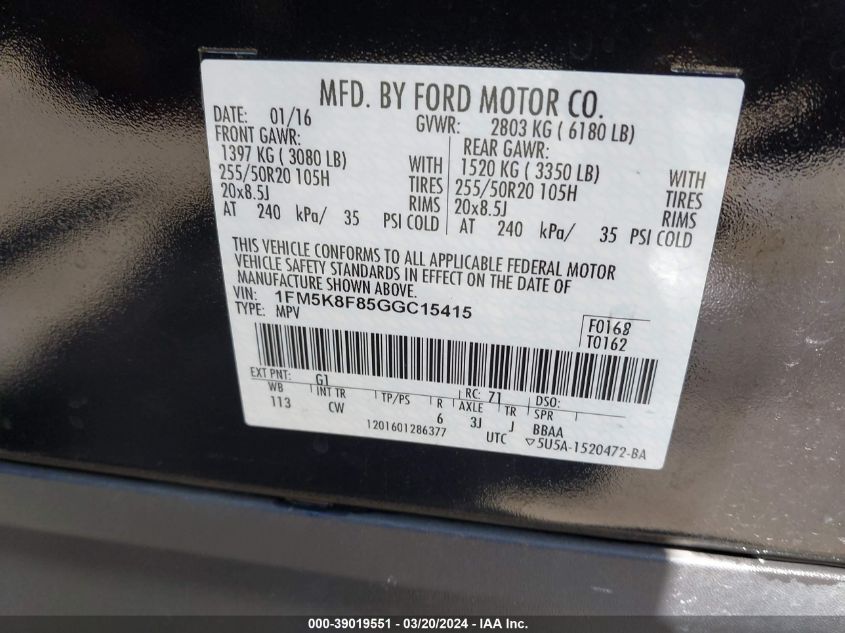 MFD. BY FORD MOTOR CO.
DATE: 01/16 GVWR: 2803 KG ( 6180 LB)
FRONT GAWR: REAR GAWR:
1397 KG ( 3080 LB) WITH 1520 KG ( 3350 LB) WITH
255/50R20 105H TIRES 255/50R20 105H TIRES
20x8.5J RIMS 20x8.5J RIMS
AT 240 kPa/ 35 PSI COLD AT 240 kPa/ 35 PSI COLD
THIS VEHICLE CONFORMS TO ALL APPLICABLE FEDERAL MOTOR
VEHICLE SAFETY STANDARDS IN EFFECT ON THE DATE OF
MANUFACTURE SHOWN ABOVE.
VIN: 1FM5K8F85GGC15415
TYPE: MPV
F0168
T0162
EXT PNT: G1 RC: 71 DSO:
WB INT TR TP/PS R AXLE TR SPR
113 CW 6 3J J BBAA
1201601286377 UTC ▽5U5A-1520472-BA
000-39019551 - 03/20/2024 - IAA Inc.